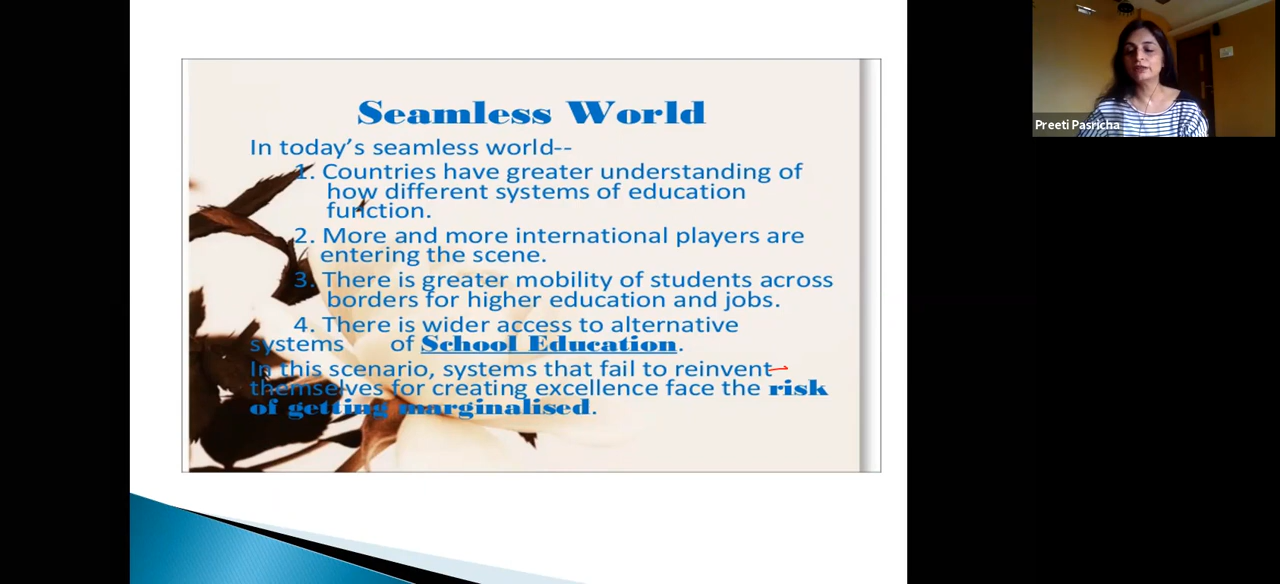 Seamless World
In today's seamless world--
1. Countries have greater understanding of
how different systems of education
function.
2. More and more international players are
entering the scene.
3. There is greater mobility of students across
borders for higher education and jobs.
4. There is wider access to alternative
systems of School Education.
In this scenario, systems that fail to reinvent
themselves for creating excellence face the risk
of getting marginalised.
Preeti Pasricha